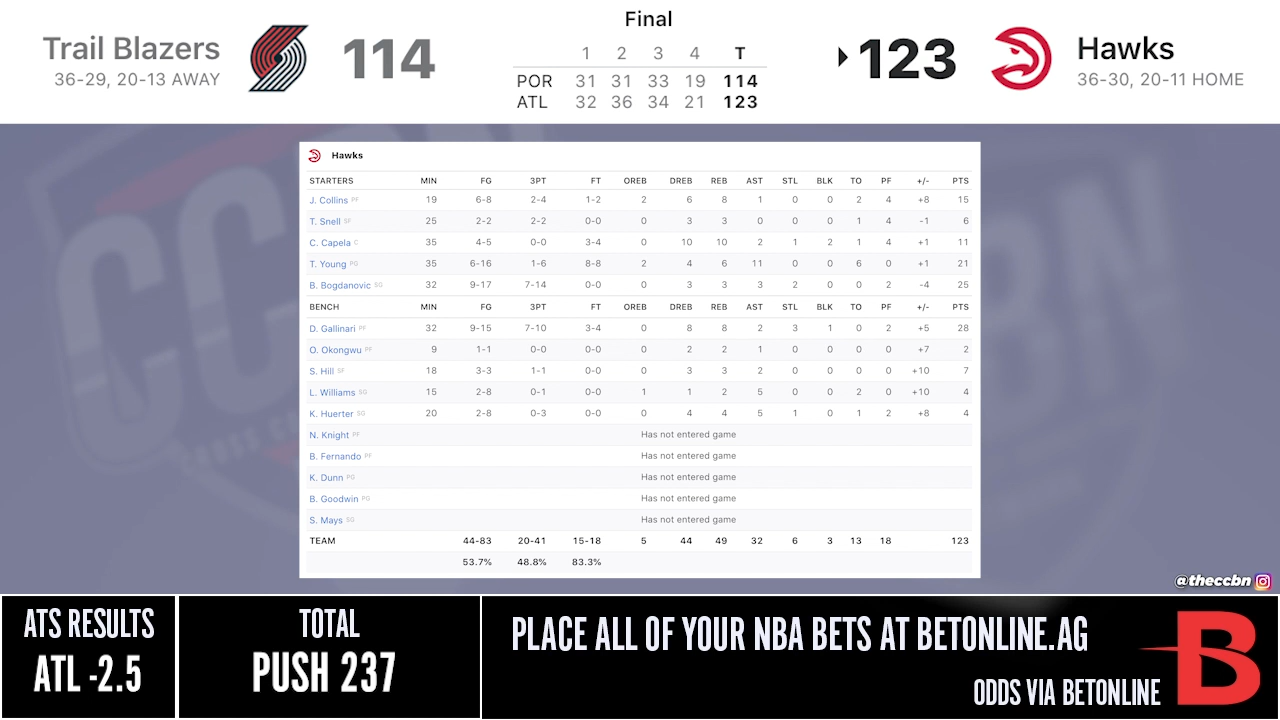 Final
Trail Blazers 114 1 2 3 4 T 123 Hawks
36-29, 20-13 AWAY POR 31 31 33 19 114 36-30, 20-11 HOME
ATL 32 36 34 21 123
Hawks
STARTERS MIN FG 3PT FT OREB DREB REB AST STL BLK TO PF +/- PTS
J. Collins PF 19 6-8 2-4 1-2 2 6 8 1 0 0 2 4 +8 15
T. Snell SF 25 2-2 2-2 0-0 0 3 3 0 0 0 1 4 -1 6
C. Capela C 35 4-5 0-0 3-4 0 10 10 2 1 2 1 4 +1 11
T. Young PG 35 6-16 1-6 8-8 2 4 6 11 0 0 6 0 +1 21
B. Bogdanovic SG 32 9-17 7-14 0-0 0 3 3 3 2 0 0 2 -4 25
BENCH MIN FG 3PT FT OREB DREB REB AST STL BLK TO PF +/- PTS
D. Gallinari PF 32 9-15 7-10 3-4 0 8 8 2 3 1 0 2 +5 28
O. Okongwu PF 9 1-1 0-0 0-0 0 2 2 1 0 0 0 0 +7 2
S. Hill SF 18 3-3 1-1 0-0 0 3 3 2 0 0 0 0 +10 7
L. Williams SG 15 2-8 0-1 0-0 1 1 2 5 0 0 2 0 +10 4
K. Huerter SG 20 2-8 0-3 0-0 0 4 4 5 1 0 1 2 +8 4
N. Knight PF Has not entered game
B. Fernando PF Has not entered game
K. Dunn PG Has not entered game
B. Goodwin PG Has not entered game
S. Mays SG Has not entered game
TEAM 44-83 20-41 15-18 5 44 49 32 6 3 13 18 123
53.7% 48.8% 83.3%
@theccbn
ATS RESULTS
ATL -2.5
TOTAL
PUSH 237
PLACE ALL OF YOUR NBA BETS AT BETONLINE.AG
ODDS VIA BETONLINE
B